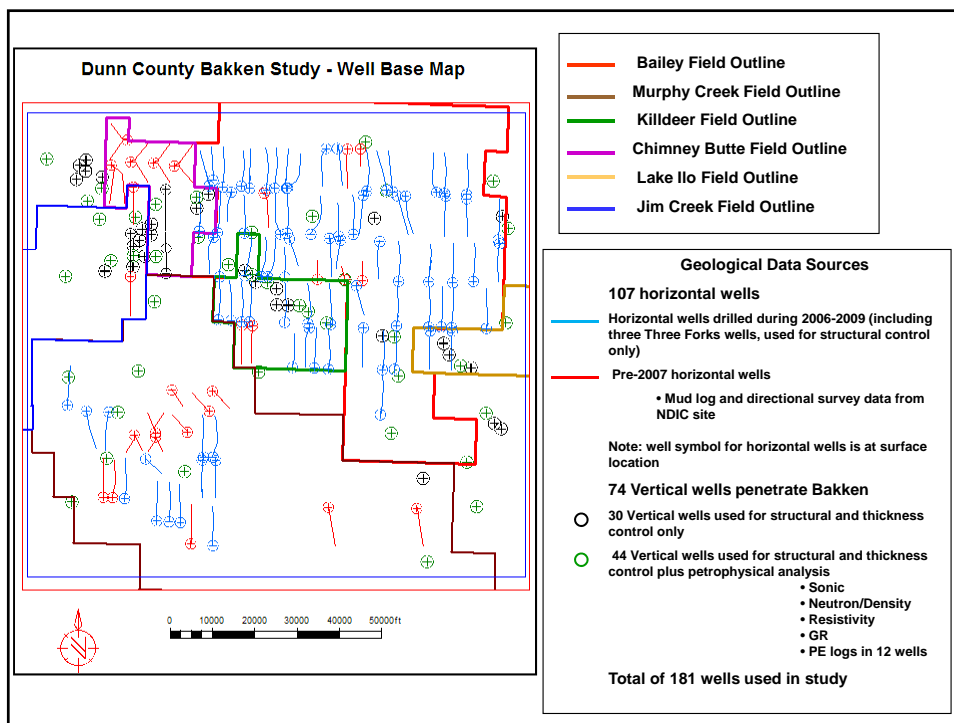 Dunn County Bakken Study - Well Base Map
0 10000 20000 30000 40000 50000ft
N
Bailey Field Outline
Murphy Creek Field Outline
Killdeer Field Outline
Chimney Butte Field Outline
Lake Ilo Field Outline
Jim Creek Field Outline
Geological Data Sources
107 horizontal wells
Horizontal wells drilled during 2006-2009 (including
three Three Forks wells, used for structural control
only)
Pre-2007 horizontal wells
• Mud log and directional survey data from
NDIC site
Note: well symbol for horizontal wells is at surface
location
74 Vertical wells penetrate Bakken
30 Vertical wells used for structural and thickness
control only
44 Vertical wells used for structural and thickness
control plus petrophysical analysis
• Sonic
• Neutron/Density
• Resistivity
• GR
• PE logs in 12 wells
Total of 181 wells used in study